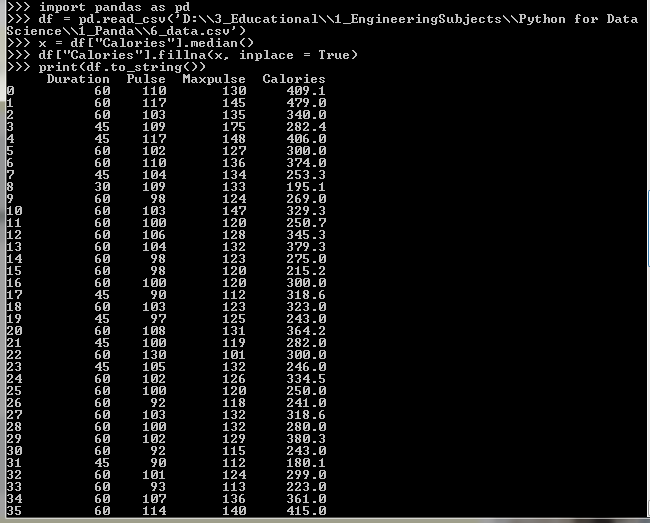 >>> import pandas as pd
>>> df = pd.read_csv('D:\\3_Educational\\1_EngineeringSubjects\\Python for Data
Science\\1_Panda\\6_data.csv')
>>> x = df["Calories"].median()
>>> df["Calories"].fillna(x, inplace = True)
>>> print(df.to_string())
Duration Pulse Maxpulse Calories
0 60 110 130 409.1
1 60 117 145 479.0
2 60 103 135 340.0
3 45 109 175 282.4
4 45 117 148 406.0
5 60 102 127 300.0
6 60 110 136 374.0
7 45 104 134 253.3
8 30 109 133 195.1
9 60 98 124 269.0
10 60 103 147 329.3
11 60 100 120 250.7
12 60 106 128 345.3
13 60 104 132 379.3
14 60 98 123 275.0
15 60 98 120 215.2
16 60 100 120 300.0
17 45 90 112 318.6
18 60 103 123 323.0
19 45 97 125 243.0
20 60 108 131 364.2
21 45 100 119 282.0
22 60 130 101 300.0
23 45 105 132 246.0
24 60 102 126 334.5
25 60 100 120 250.0
26 60 92 118 241.0
27 60 103 132 318.6
28 60 100 132 280.0
29 60 102 129 380.3
30 60 92 115 243.0
31 45 90 112 180.1
32 60 101 124 299.0
33 60 93 113 223.0
34 60 107 136 361.0
35 60 114 140 415.0